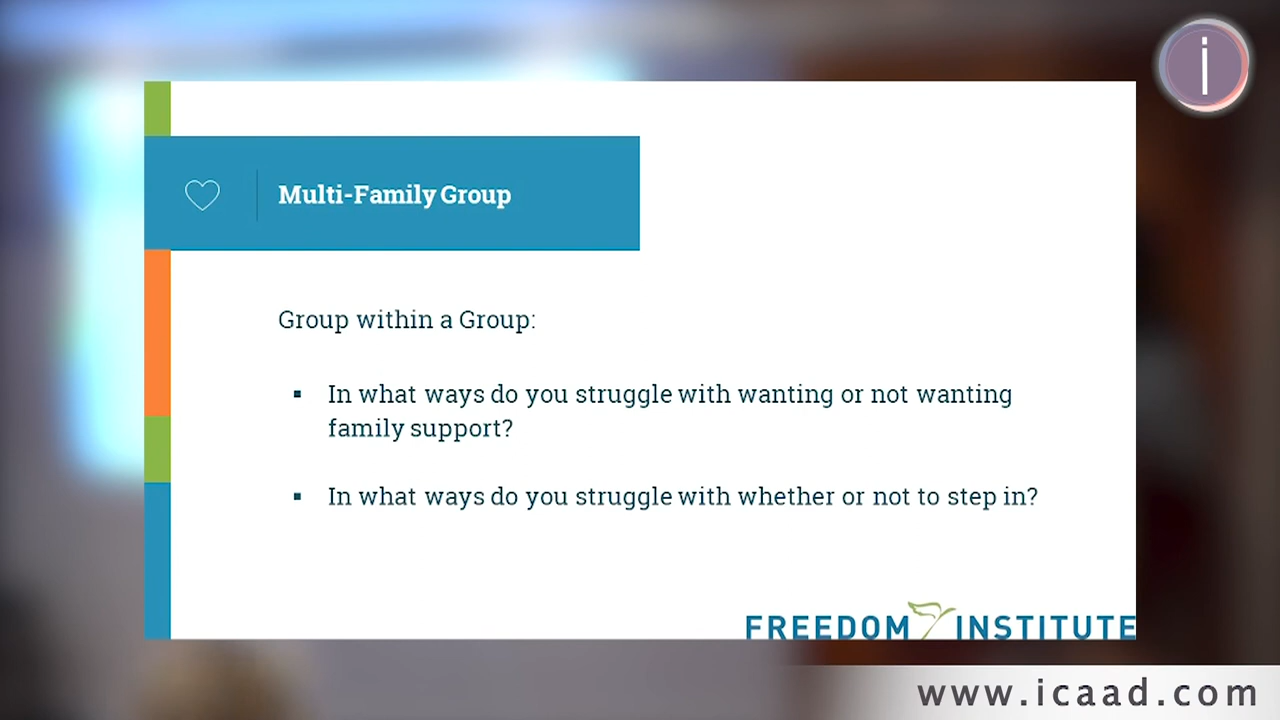 i
Multi-Family Group
Group within a Group:
▪ In what ways do you struggle with wanting or not wanting
family support?
▪ In what ways do you struggle with whether or not to step in?
FREEDOM INSTITUTE
www.icaad.com